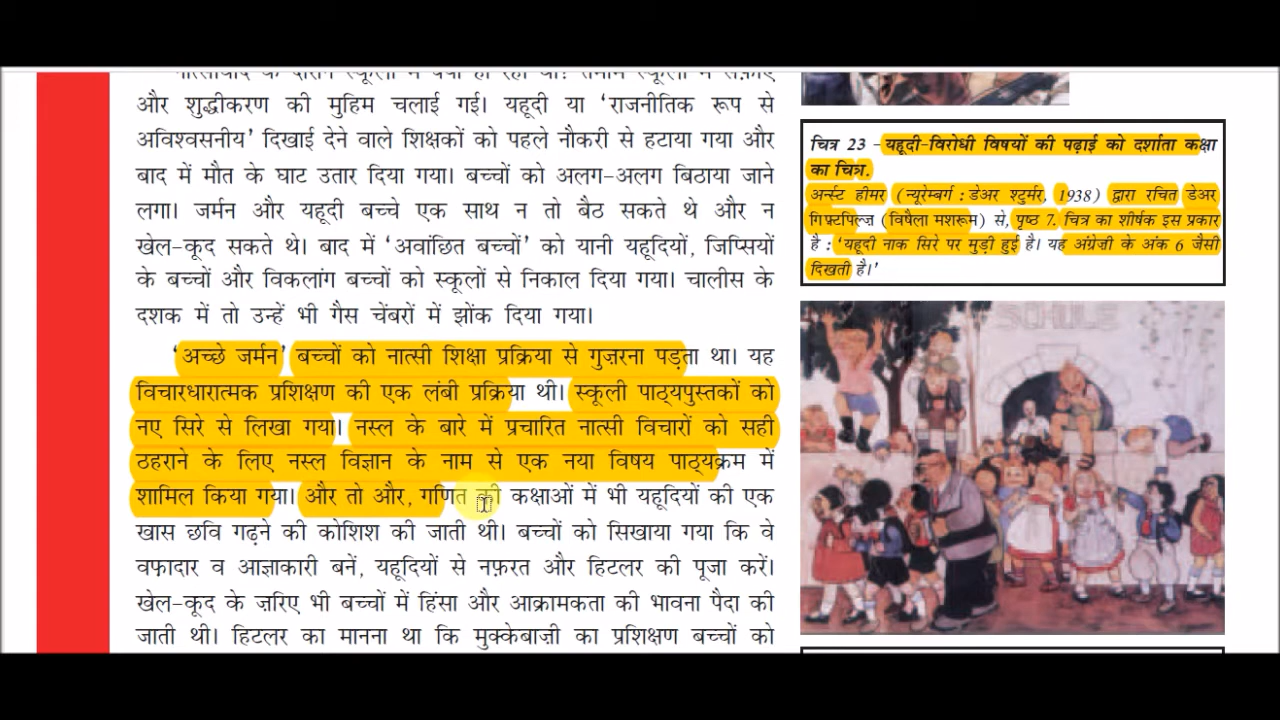 और शुद्धीकरण की मुहिम चलाई गई। यहूदी या ‘राजनीतिक रूप से
अविश्वसनीय’ दिखाई देने वाले शिक्षकों को पहले नौकरी से हटाया गया और
बाद में मौत के घाट उतार दिया गया। बच्चों को अलग-अलग बिठाया जाने
लगा। जर्मन और यहूदी बच्चे एक साथ न तो बैठ सकते थे और न
खेल-कूद सकते थे। बाद में ‘अवांछित बच्चों’ को यानी यहूदियों, जिप्सियों
के बच्चों और विकलांग बच्चों को स्कूलों से निकाल दिया गया। चालीस के
दशक में तो उन्हें भी गैस चेंबरों में झोंक दिया गया।
‘अच्छे जर्मन’ बच्चों को नात्सी शिक्षा प्रक्रिया से गुज़रना पड़ता था। यह
विचारधारात्मक प्रशिक्षण की एक लंबी प्रक्रिया थी। स्कूली पाठ्यपुस्तकों को
नए सिरे से लिखा गया। नस्ल के बारे में प्रचारित नात्सी विचारों को सही
ठहराने के लिए नस्ल विज्ञान के नाम से एक नया विषय पाठ्यक्रम में
शामिल किया गया। और तो और, गणित की कक्षाओं में भी यहूदियों की एक
खास छवि गढ़ने की कोशिश की जाती थी। बच्चों को सिखाया गया कि वे
वफ़ादार व आज्ञाकारी बनें, यहूदियों से नफ़रत और हिटलर की पूजा करें।
खेल-कूद के ज़रिए भी बच्चों में हिंसा और आक्रामकता की भावना पैदा की
जाती थी। हिटलर का मानना था कि मुक्केबाज़ी का प्रशिक्षण बच्चों को
चित्र 23 -यहूदी-विरोधी विषयों की पढ़ाई को दर्शाता कक्षा
का चित्र.
अर्न्स्ट हीमर (न्यूरेम्बर्ग : डेअर श्टुर्मर, 1938) द्वारा रचित डेअर
गिफ़्टपिल्ज़ (विषैला मशरूम) से, पृष्ठ 7. चित्र का शीर्षक इस प्रकार
है : ‘यहूदी नाक सिरे पर मुड़ी हुई है। यह अंग्रेज़ी के अंक 6 जैसी
दिखती है।’
SCHULE